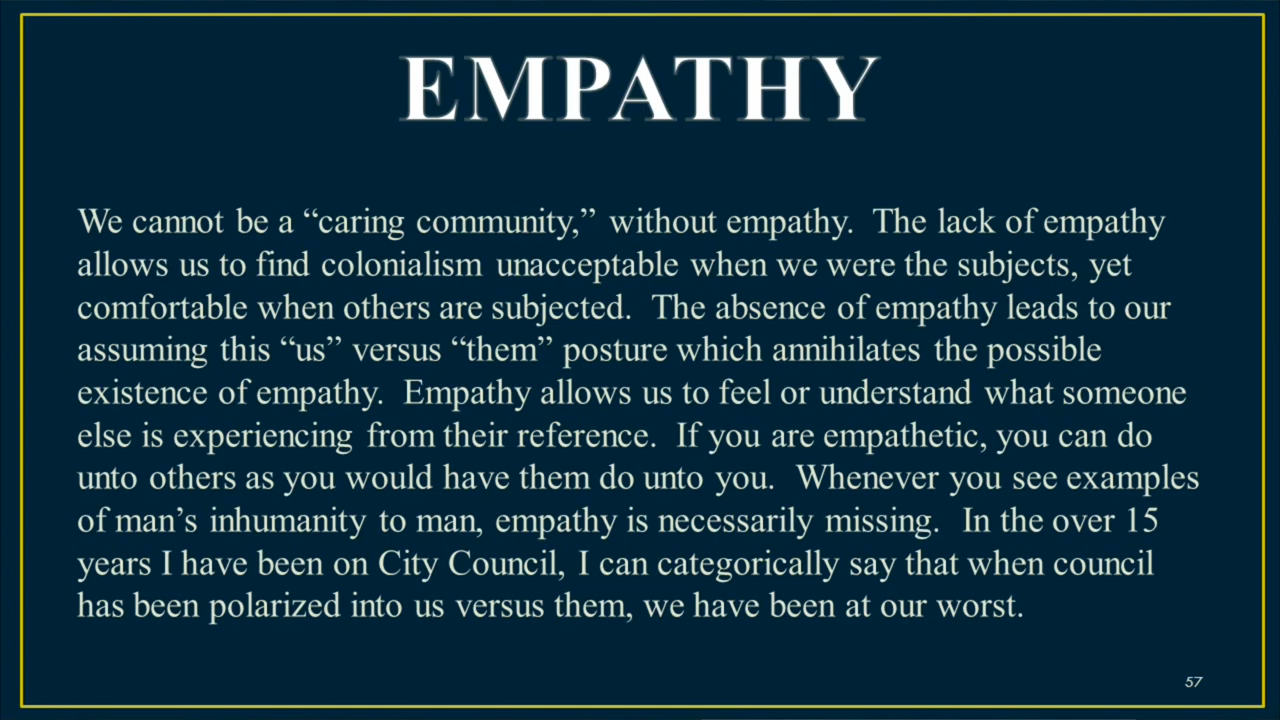 EMPATHY
We cannot be a “caring community,” without empathy.  The lack of empathy
allows us to find colonialism unacceptable when we were the subjects, yet
comfortable when others are subjected.  The absence of empathy leads to our
assuming this “us” versus “them” posture which annihilates the possible
existence of empathy.  Empathy allows us to feel or understand what someone
else is experiencing from their reference.  If you are empathetic, you can do
unto others as you would have them do unto you.  Whenever you see examples
of man’s inhumanity to man, empathy is necessarily missing.  In the over 15
years I have been on City Council, I can categorically say that when council
has been polarized into us versus them, we have been at our worst.
57